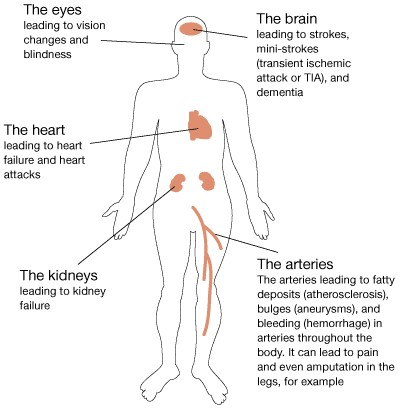 The eyes
leading to vision
changes and
blindness
The brain
leading to strokes,
mini-strokes
(transient ischemic
attack or TIA), and
dementia
The heart
leading to heart
failure and heart
attacks
The kidneys
leading to kidney
failure
The arteries
The arteries leading to fatty
deposits (atherosclerosis),
bulges (aneurysms), and
bleeding (hemorrhage) in
arteries throughout the
body. It can lead to pain
and even amputation in the
legs, for example